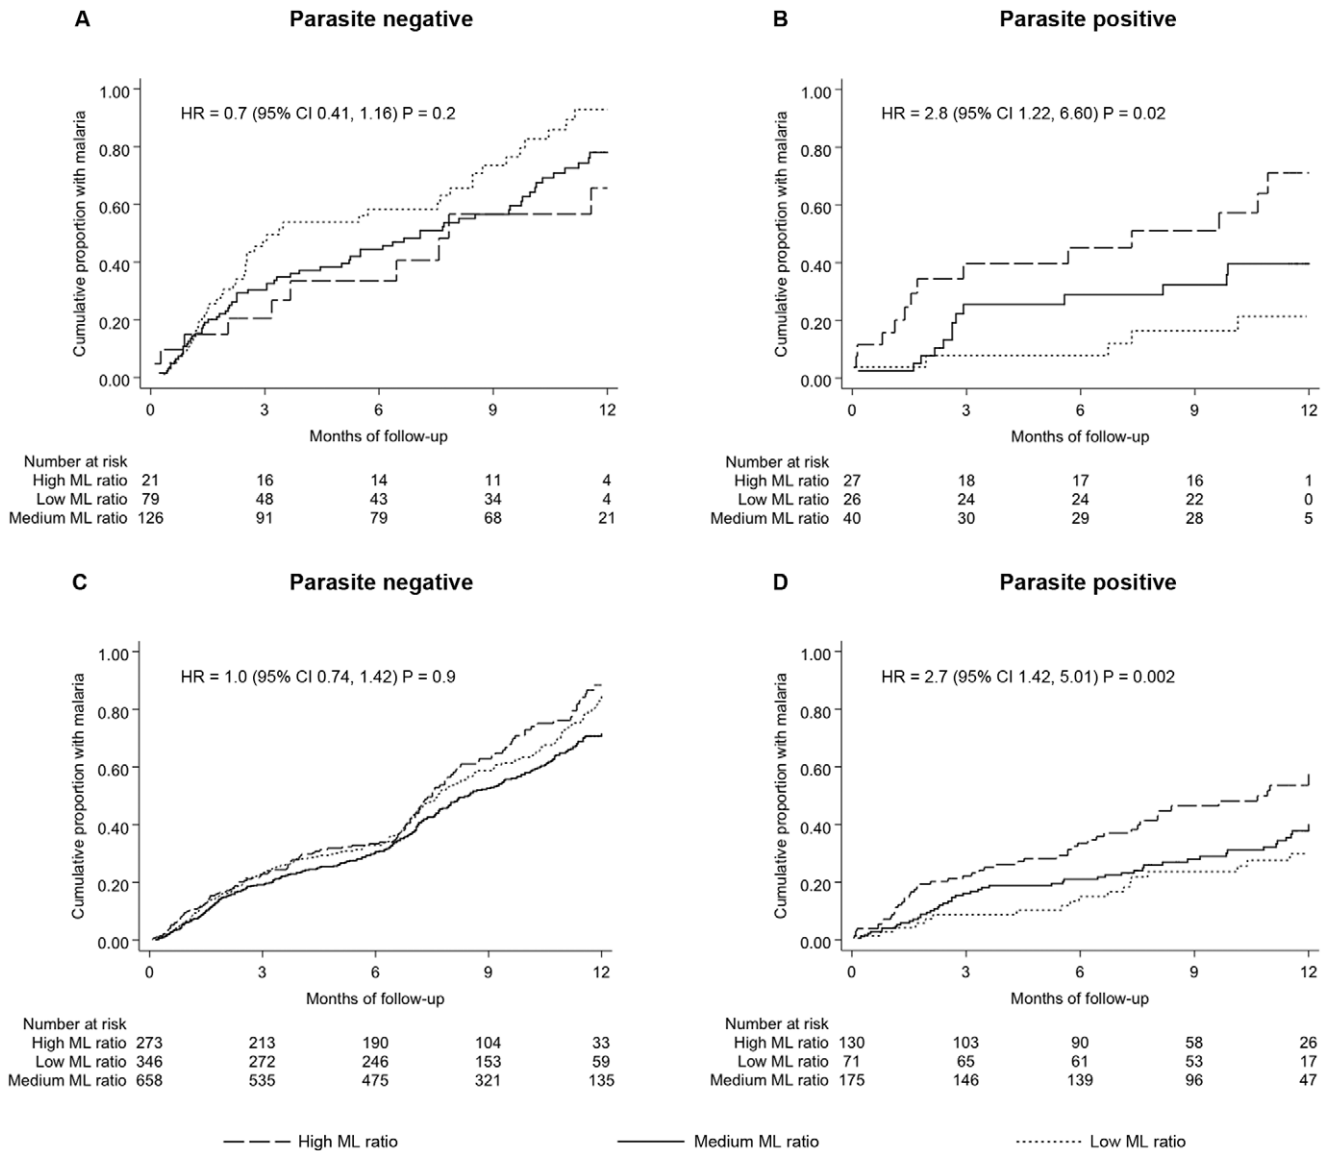 A Parasite negative
HR = 0.7 (95% CI 0.41, 1.16) P = 0.2
Cumulative proportion with malaria
1.00
0.80
0.60
0.40
0.20
0.00
0 3 6 9 12
Months of follow-up
Number at risk
High ML ratio 21 16 14 11 4
Low ML ratio 79 48 43 34 4
Medium ML ratio 126 91 79 68 21
B Parasite positive
HR = 2.8 (95% CI 1.22, 6.60) P = 0.02
Cumulative proportion with malaria
1.00
0.80
0.60
0.40
0.20
0.00
0 3 6 9 12
Months of follow-up
Number at risk
High ML ratio 27 18 17 16 1
Low ML ratio 26 24 24 22 0
Medium ML ratio 40 30 29 28 5
C Parasite negative
HR = 1.0 (95% CI 0.74, 1.42) P = 0.9
Cumulative proportion with malaria
1.00
0.80
0.60
0.40
0.20
0.00
0 3 6 9 12
Months of follow-up
Number at risk
High ML ratio 273 213 190 104 33
Low ML ratio 346 272 246 153 59
Medium ML ratio 658 535 475 321 135
D Parasite positive
HR = 2.7 (95% CI 1.42, 5.01) P = 0.002
Cumulative proportion with malaria
1.00
0.80
0.60
0.40
0.20
0.00
0 3 6 9 12
Months of follow-up
Number at risk
High ML ratio 130 103 90 58 26
Low ML ratio 71 65 61 53 17
Medium ML ratio 175 146 139 96 47
High ML ratio Medium ML ratio Low ML ratio